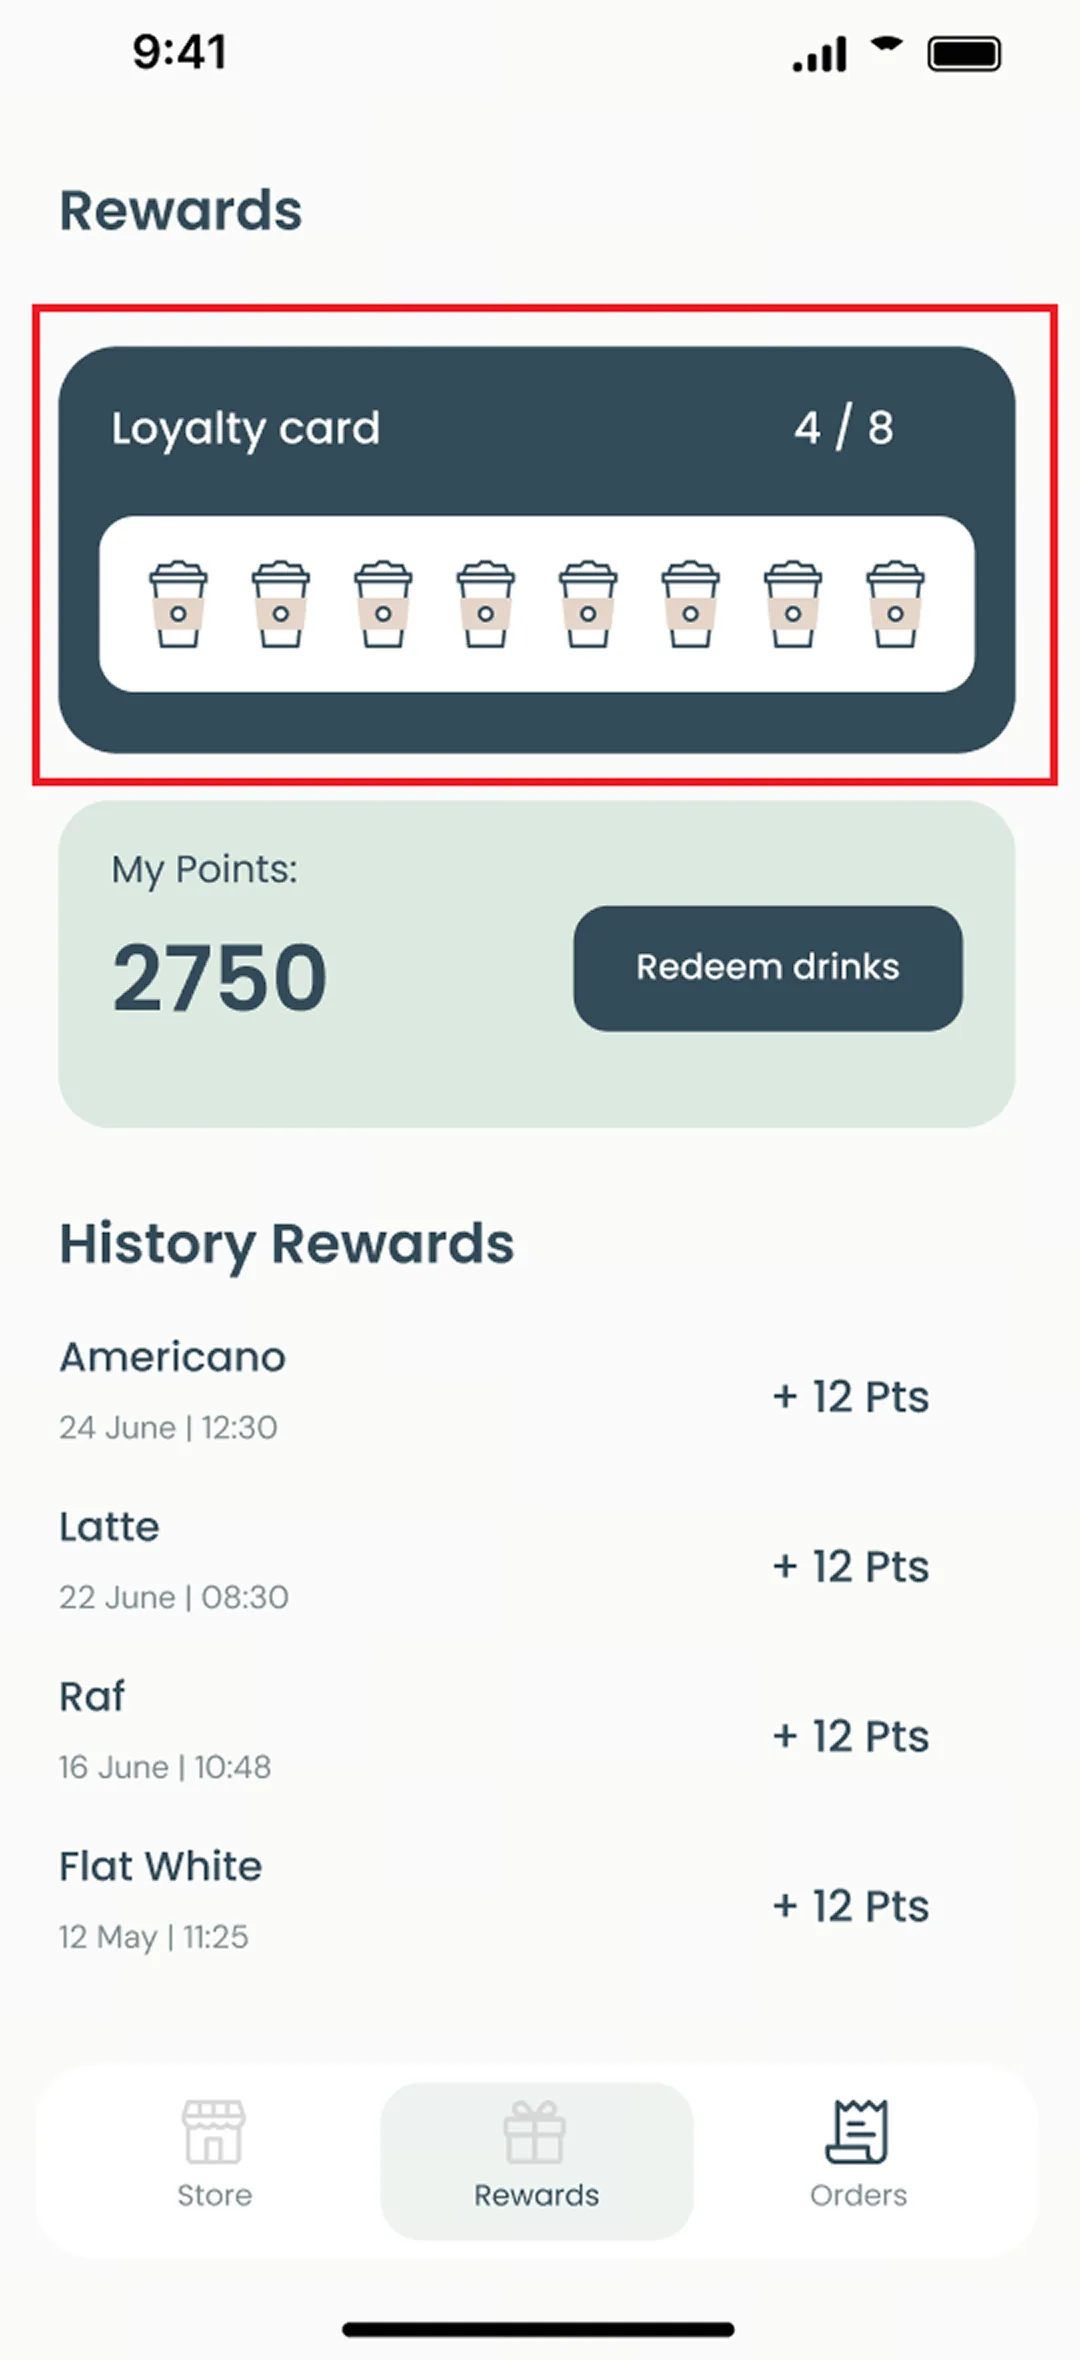 9:41
Rewards
Loyalty card 4 / 8
My Points:
2750
Redeem drinks
History Rewards
Americano
24 June | 12:30
+ 12 Pts
Latte
22 June | 08:30
+ 12 Pts
Raf
16 June | 10:48
+ 12 Pts
Flat White
12 May | 11:25
+ 12 Pts
Store Rewards Orders